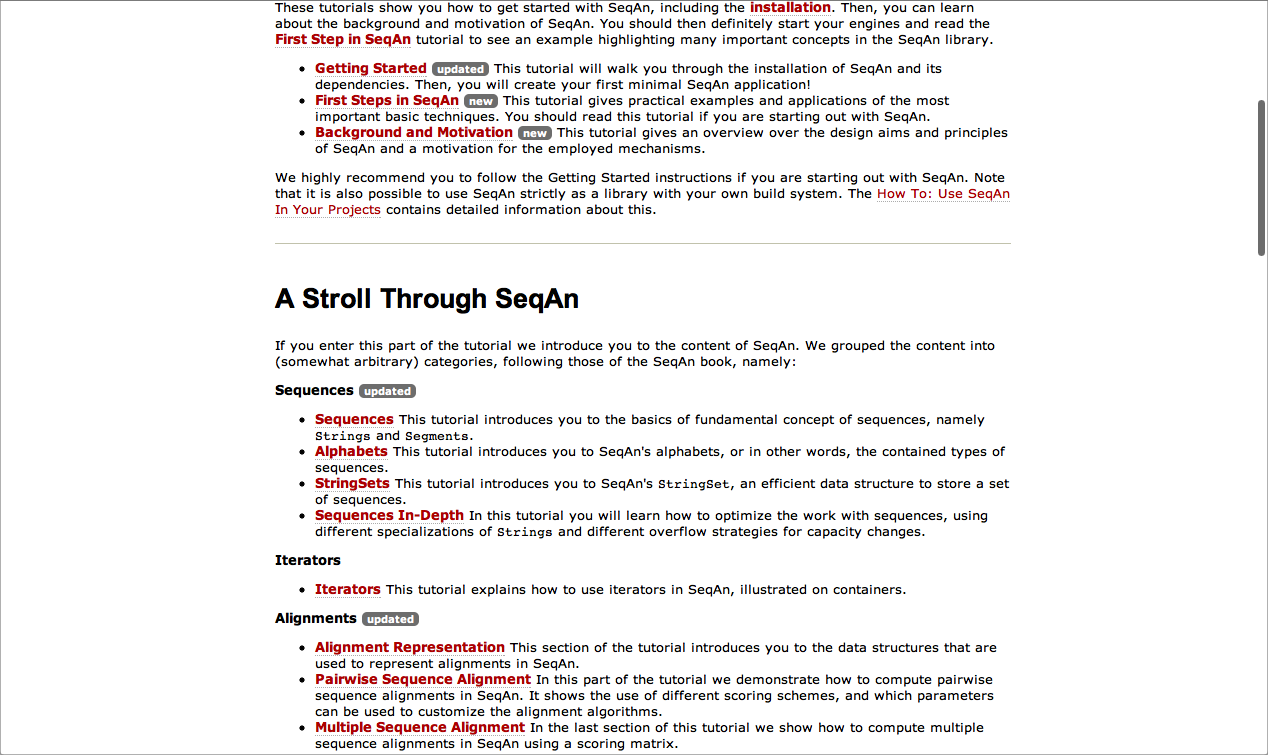 These tutorials show you how to get started with SeqAn, including the installation. Then, you can learn
about the background and motivation of SeqAn. You should then definitely start your engines and read the
First Step in SeqAn tutorial to see an example highlighting many important concepts in the SeqAn library.
• Getting Started updated This tutorial will walk you through the installation of SeqAn and its
dependencies. Then, you will create your first minimal SeqAn application!
• First Steps in SeqAn new This tutorial gives practical examples and applications of the most
important basic techniques. You should read this tutorial if you are starting out with SeqAn.
• Background and Motivation new This tutorial gives an overview over the design aims and principles
of SeqAn and a motivation for the employed mechanisms.
We highly recommend you to follow the Getting Started instructions if you are starting out with SeqAn. Note
that it is also possible to use SeqAn strictly as a library with your own build system. The How To: Use SeqAn
In Your Projects contains detailed information about this.
A Stroll Through SeqAn
If you enter this part of the tutorial we introduce you to the content of SeqAn. We grouped the content into
(somewhat arbitrary) categories, following those of the SeqAn book, namely:
Sequences updated
• Sequences This tutorial introduces you to the basics of fundamental concept of sequences, namely
Strings and Segments.
• Alphabets This tutorial introduces you to SeqAn's alphabets, or in other words, the contained types of
sequences.
• StringSets This tutorial introduces you to SeqAn's StringSet, an efficient data structure to store a set
of sequences.
• Sequences In-Depth In this tutorial you will learn how to optimize the work with sequences, using
different specializations of Strings and different overflow strategies for capacity changes.
Iterators
• Iterators This tutorial explains how to use iterators in SeqAn, illustrated on containers.
Alignments updated
• Alignment Representation This section of the tutorial introduces you to the data structures that are
used to represent alignments in SeqAn.
• Pairwise Sequence Alignment In this part of the tutorial we demonstrate how to compute pairwise
sequence alignments in SeqAn. It shows the use of different scoring schemes, and which parameters
can be used to customize the alignment algorithms.
• Multiple Sequence Alignment In the last section of this tutorial we show how to compute multiple
sequence alignments in SeqAn using a scoring matrix.